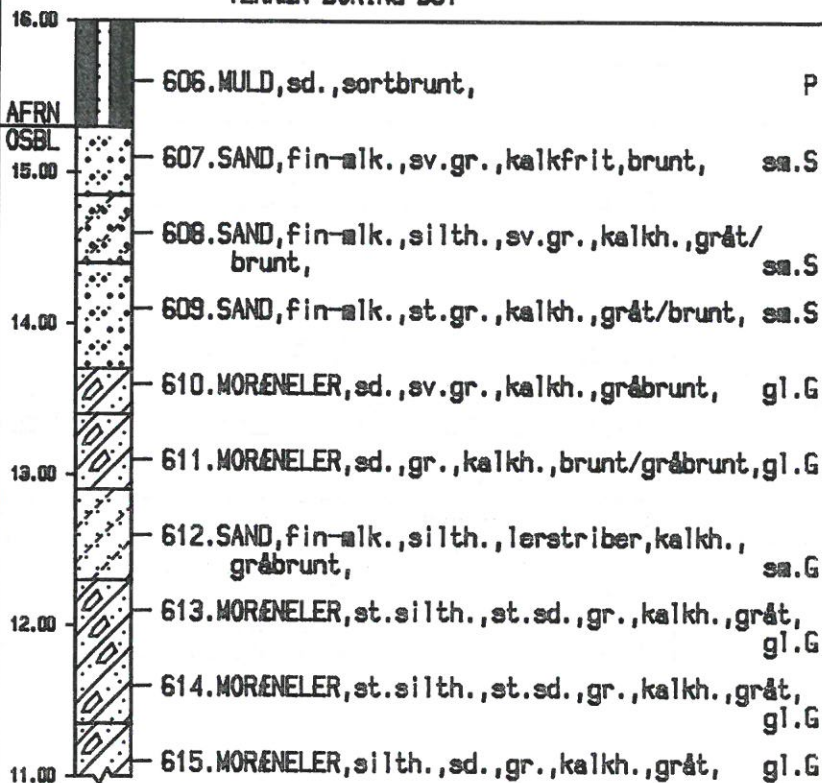 16.00
606.MULD,sd.,sortbrunt, P
AFRN
OSBL
15.00
607.SAND,fin-mlk.,sv.gr.,kalkfrit,brunt, sm.S
608.SAND,fin-mlk.,silth.,sv.gr.,kalkh.,gråt/
brunt, sm.S
14.00
609.SAND,fin-mlk.,st.gr.,kalkh.,gråt/brunt, sm.S
610.MORÆNELER,sd.,sv.gr.,kalkh.,gråbrunt, gl.G
13.00
611.MORÆNELER,sd.,gr.,kalkh.,brunt/gråbrunt,gl.G
612.SAND,fin-mlk.,silth.,lerstriber,kalkh.,
gråbrunt, sm.G
12.00
613.MORÆNELER,st.silth.,st.sd.,gr.,kalkh.,gråt,
gl.G
614.MORÆNELER,st.silth.,st.sd.,gr.,kalkh.,gråt,
gl.G
11.00
615.MORÆNELER,silth.,sd.,gr.,kalkh.,gråt, gl.G